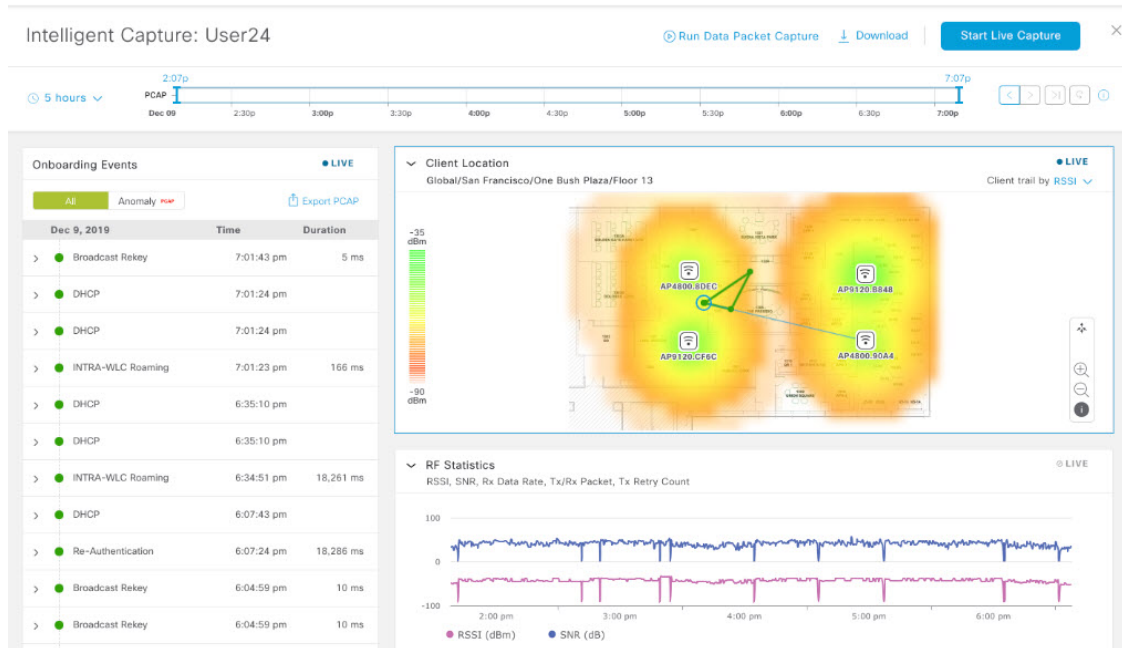 Intelligent Capture: User24
Run Data Packet Capture
Download
Start Live Capture
2:07p
7:07p
5 hours
PCAP
Dec 09
2:30p
3:00p
3:30p
4:00p
4:30p
5:00p
5:30p
6:00p
6:30p
7:00p
Onboarding Events
LIVE
All
Anomaly PCAP
Export PCAP
Dec 9, 2019 Time Duration
Broadcast Rekey 7:01:43 pm 5 ms
DHCP 7:01:24 pm
DHCP 7:01:24 pm
INTRA-WLC Roaming 7:01:23 pm 166 ms
DHCP 6:35:10 pm
DHCP 6:35:10 pm
INTRA-WLC Roaming 6:34:51 pm 18,261 ms
DHCP 6:07:43 pm
Re-Authentication 6:07:24 pm 18,286 ms
Broadcast Rekey 6:04:59 pm 10 ms
Broadcast Rekey 6:04:59 pm 10 ms
Client Location
LIVE
Global/San Francisco/One Bush Plaza/Floor 13
Client trail by RSSI
-35
dBm
-90
dBm
AP4800.8DEC
AP9120.B848
AP9120.CF6C
AP4800.90A4
RF Statistics
LIVE
RSSI, SNR, Rx Data Rate, Tx/Rx Packet, Tx Retry Count
100
0
-100
2:00 pm
3:00 pm
4:00 pm
5:00 pm
6:00 pm
RSSI (dBm)
SNR (dB)